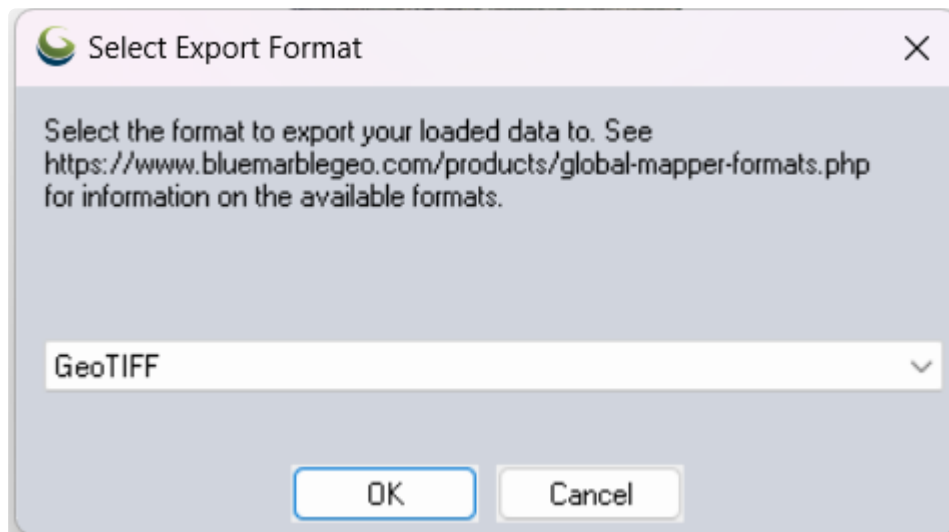 Select Export Format
Select the format to export your loaded data to. See
https://www.bluemarblegeo.com/products/global-mapper-formats.php
for information on the available formats.
GeoTIFF
OK
Cancel